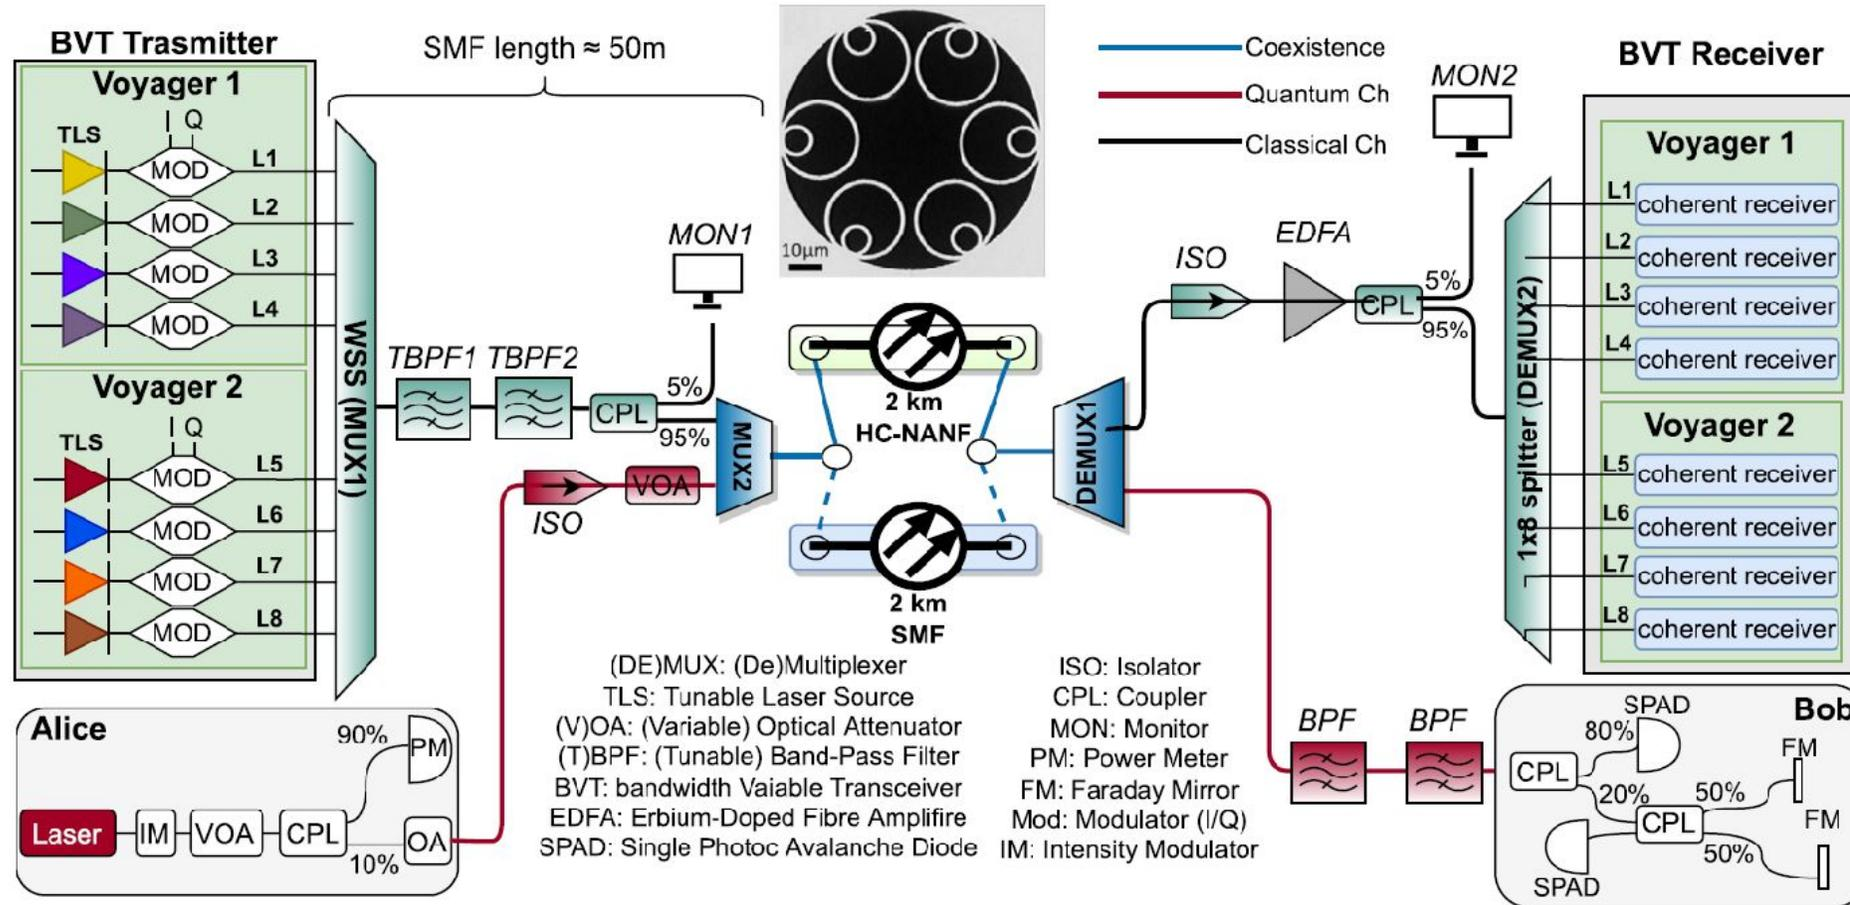 BVT Trasmitter
Voyager 1
I Q
TLS
MOD
L1
MOD
L2
MOD
L3
MOD
L4
Voyager 2
I Q
TLS
MOD
L5
MOD
L6
MOD
L7
MOD
L8
WSS (MUX1)
SMF length ≈ 50m
TBPF1
TBPF2
CPL
5%
95%
MON1
MUX2
ISO
VOA
10μm
2 km
HC-NANF
2 km
SMF
Coexistence
Quantum Ch
Classical Ch
DEMUX1
ISO
EDFA
CPL
5%
95%
MON2
1x8 splitter (DEMUX2)
BVT Receiver
Voyager 1
L1
coherent receiver
L2
coherent receiver
L3
coherent receiver
L4
coherent receiver
Voyager 2
L5
coherent receiver
L6
coherent receiver
L7
coherent receiver
L8
coherent receiver
Alice
Laser
IM
VOA
CPL
90%
PM
10%
OA
(DE)MUX: (De)Multiplexer
TLS: Tunable Laser Source
(V)OA: (Variable) Optical Attenuator
(T)BPF: (Tunable) Band-Pass Filter
BVT: bandwidth Vaiable Transceiver
EDFA: Erbium-Doped Fibre Amplifire
SPAD: Single Photoc Avalanche Diode
ISO: Isolator
CPL: Coupler
MON: Monitor
PM: Power Meter
FM: Faraday Mirror
Mod: Modulator (I/Q)
IM: Intensity Modulator
BPF
BPF
Bob
SPAD
80%
CPL
20%
FM
50%
CPL
FM
50%
SPAD